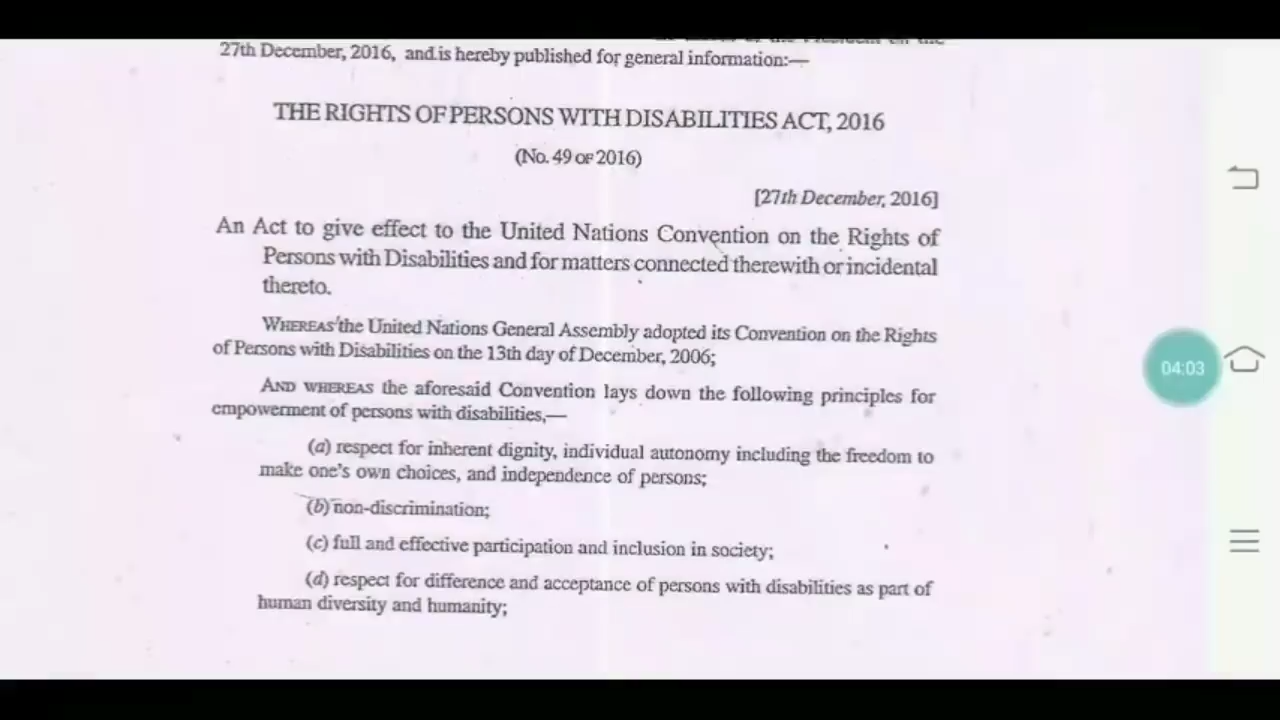 27th December, 2016, and is hereby published for general information:—
THE RIGHTS OF PERSONS WITH DISABILITIES ACT, 2016
(No. 49 OF 2016)
[27th December, 2016]
An Act to give effect to the United Nations Convention on the Rights of
Persons with Disabilities and for matters connected therewith or incidental
thereto.
WHEREAS the United Nations General Assembly adopted its Convention on the Rights
of Persons with Disabilities on the 13th day of December, 2006;
AND WHEREAS the aforesaid Convention lays down the following principles for
empowerment of persons with disabilities,—
(a) respect for inherent dignity, individual autonomy including the freedom to
make one's own choices, and independence of persons;
(b) non-discrimination;
(c) full and effective participation and inclusion in society;
(d) respect for difference and acceptance of persons with disabilities as part of
human diversity and humanity;
04:03